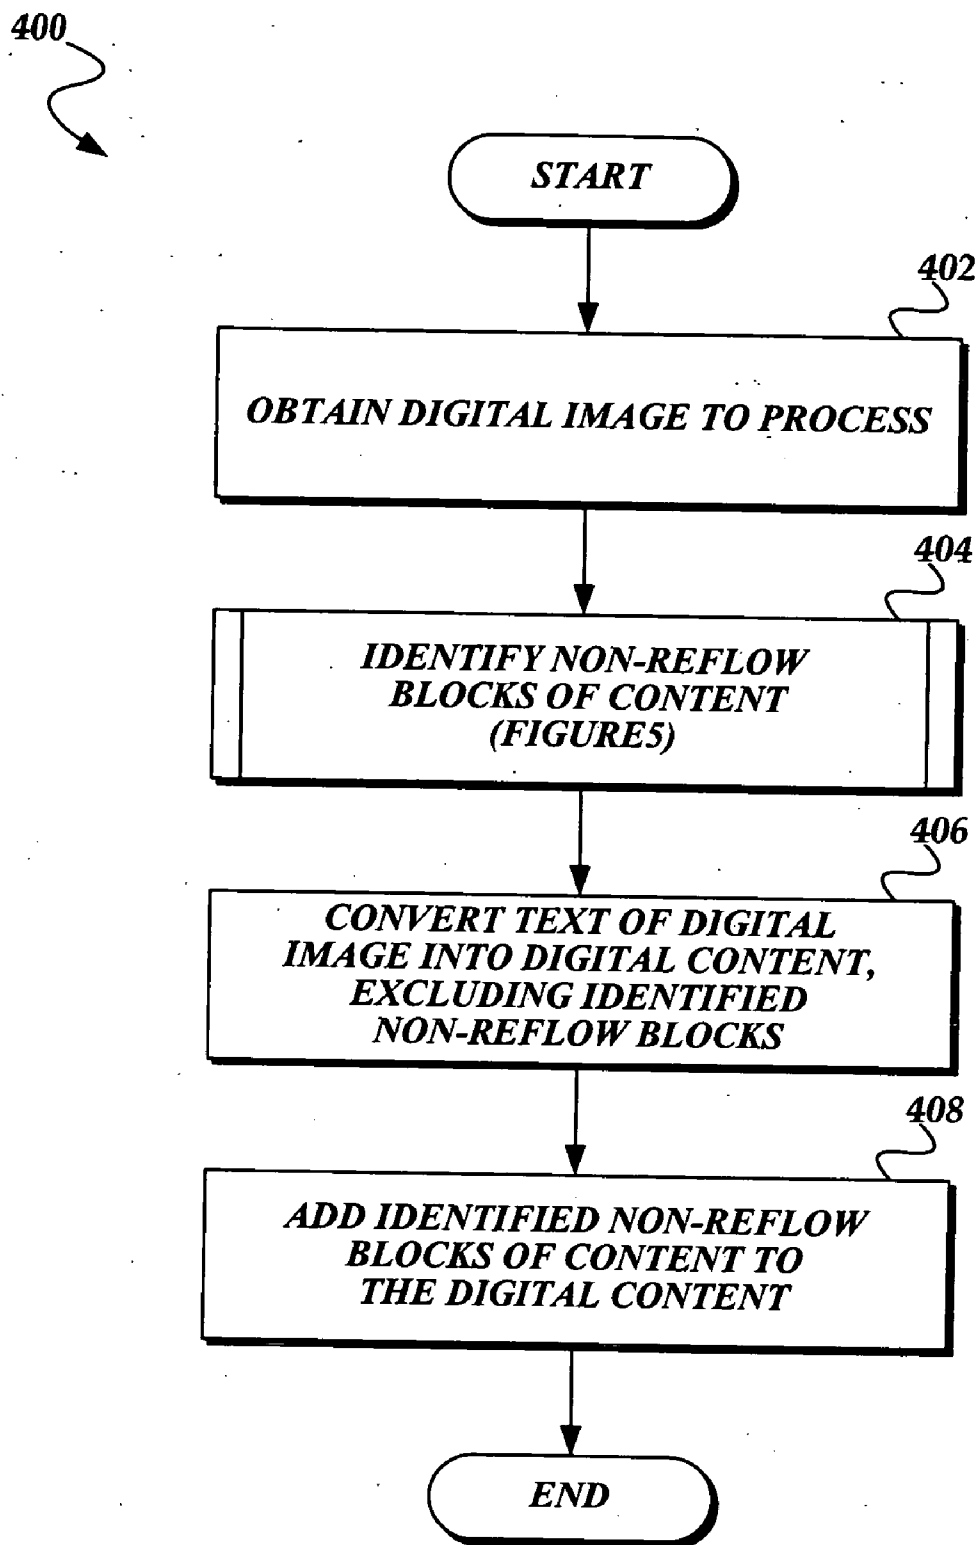 400
START
402
OBTAIN DIGITAL IMAGE TO PROCESS
404
IDENTIFY NON-REFLOW
BLOCKS OF CONTENT
(FIGURE5)
406
CONVERT TEXT OF DIGITAL
IMAGE INTO DIGITAL CONTENT,
EXCLUDING IDENTIFIED
NON-REFLOW BLOCKS
408
ADD IDENTIFIED NON-REFLOW
BLOCKS OF CONTENT TO
THE DIGITAL CONTENT
END